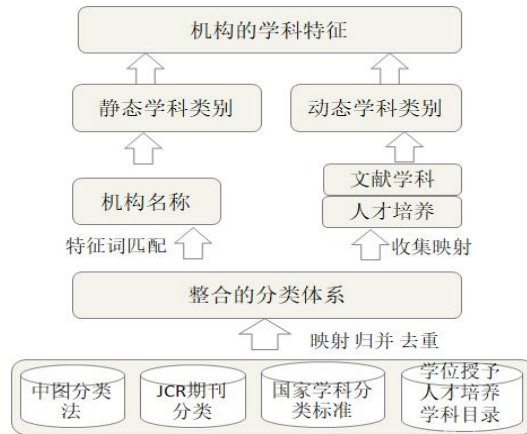 机构的学科特征
静态学科类别
动态学科类别
机构名称
文献学科
人才培养
特征词匹配
收集映射
整合的分类体系
映射 归并 去重
中图分类
法
JCR期刊
分类
国家学科分
类标准
学位授予
人才培养
学科目录